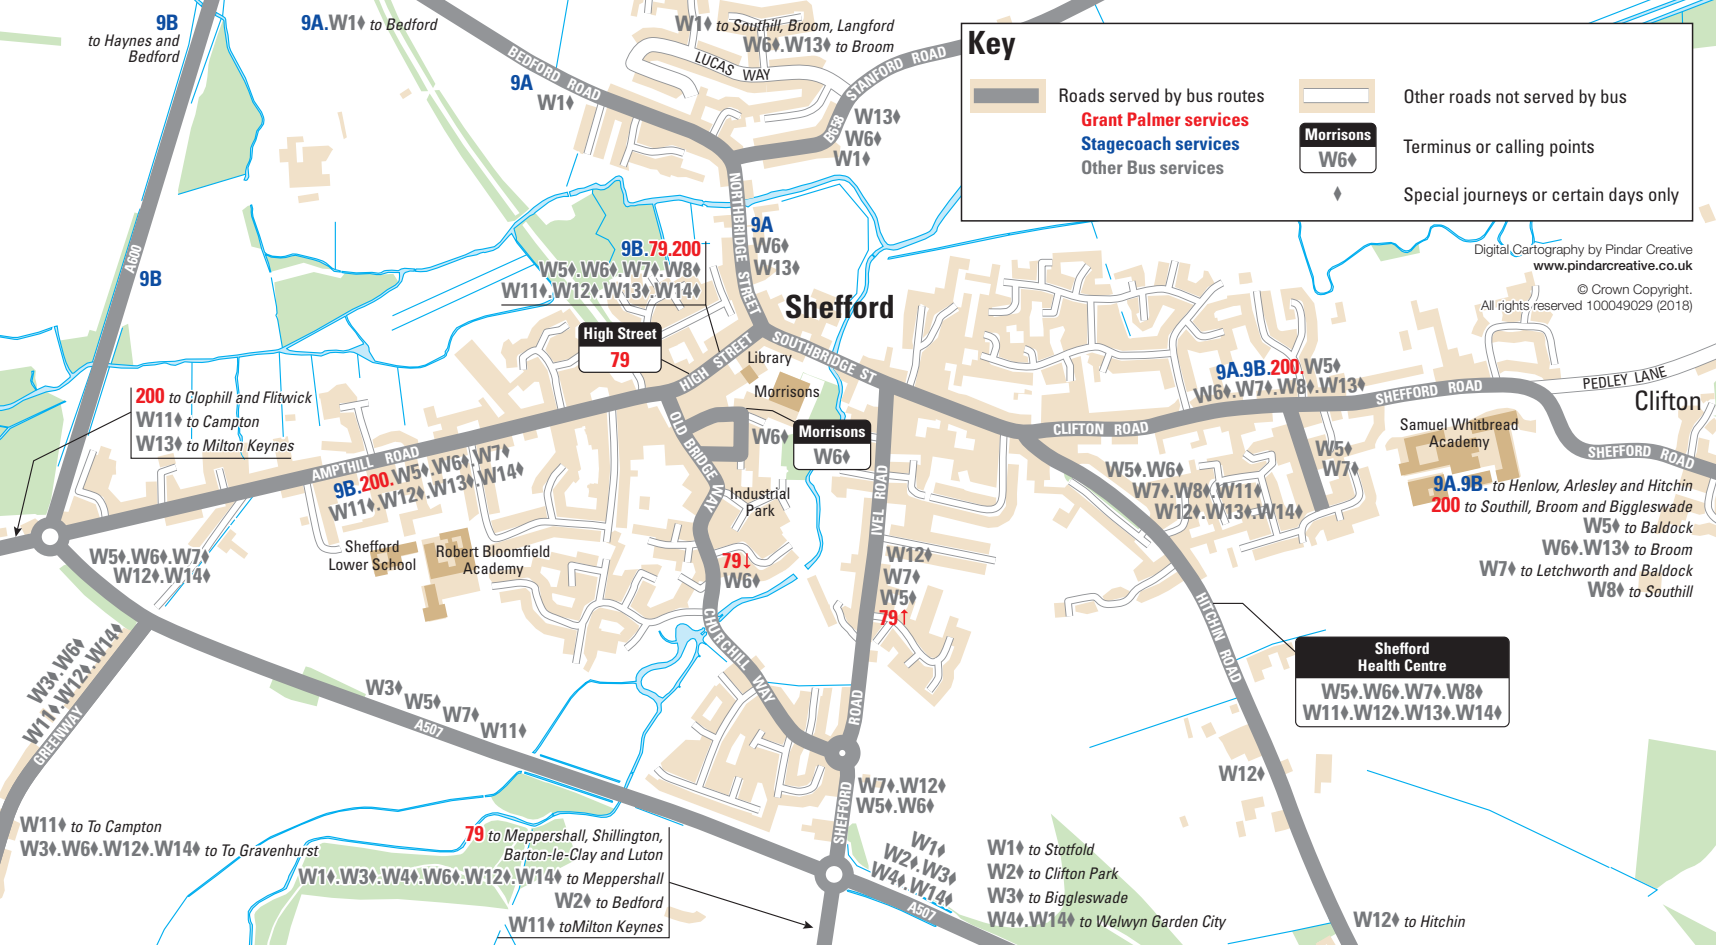 9B
to Haynes and
Bedford
9A.W1♦ to Bedford
W1♦ to Southill, Broom, Langford
W6♦.W13♦ to Broom
LUCAS WAY
BEDFORD ROAD
STANFORD ROAD
B658
9A
W1♦
W13♦
W6♦
W1♦
Key
Roads served by bus routes
Grant Palmer services
Stagecoach services
Other Bus services
Other roads not served by bus
Morrisons
W6♦
Terminus or calling points
♦
Special journeys or certain days only
Digital Cartography by Pindar Creative
www.pindarcreative.co.uk
© Crown Copyright.
All rights reserved 100049029 (2018)
A600
9B
NORTHBRIDGE STREET
9A
W6♦
W13♦
9B.79.200†
W5♦.W6♦.W7♦.W8♦
W11♦.W12♦.W13♦.W14♦
Shefford
High Street
79
HIGH STREET
SOUTHBRIDGE ST
Library
Morrisons
Morrisons
W6♦
W6♦
200 to Clophill and Flitwick
W11♦ to Campton
W13♦ to Milton Keynes
AMPTHILL ROAD
9B.200.W5♦.W6♦.W7♦
W11♦.W12♦.W13♦.W14♦
OLD BRIDGE WAY
Industrial
Park
9A.9B.200.W5♦
W6♦.W7♦.W8♦.W13♦
CLIFTON ROAD
SHEFFORD ROAD
PEDLEY LANE
Clifton
SHEFFORD ROAD
Samuel Whitbread
Academy
W5♦
W7♦
W5♦.W6♦
W7♦.W8♦.W11♦
W12♦.W13♦.W14♦
9A.9B. to Henlow, Arlesley and Hitchin
200 to Southill, Broom and Biggleswade
W5♦ to Baldock
W6♦.W13♦ to Broom
W7♦ to Letchworth and Baldock
W8♦ to Southill
Shefford
Lower School
Robert Bloomfield
Academy
W5♦.W6♦.W7♦
W12♦.W14♦
79↓
W6♦
IVEL ROAD
W12♦
W7♦
W5♦
79↑
CHURCHILL WAY
ROAD
HITCHIN ROAD
Shefford
Health Centre
W5♦.W6♦.W7♦.W8♦
W11♦.W12♦.W13♦.W14♦
W3♦.W6♦
W11♦.W12♦.W14♦
GREENWAY
W3♦
W5♦
W7♦
W11♦
A507
W12♦
SHEFFORD
W7♦.W12♦
W5♦.W6♦
W11♦ to To Campton
W3♦.W6♦.W12♦.W14♦ to To Gravenhurst
79 to Meppershall, Shillington,
Barton-le-Clay and Luton
W1♦.W3♦.W4♦.W6♦.W12♦.W14♦ to Meppershall
W2♦ to Bedford
W11♦ toMilton Keynes
W1♦
W2♦.W3♦
W4♦.W14♦
A507
W1♦ to Stotfold
W2♦ to Clifton Park
W3♦ to Biggleswade
W4♦.W14♦ to Welwyn Garden City
W12♦ to Hitchin